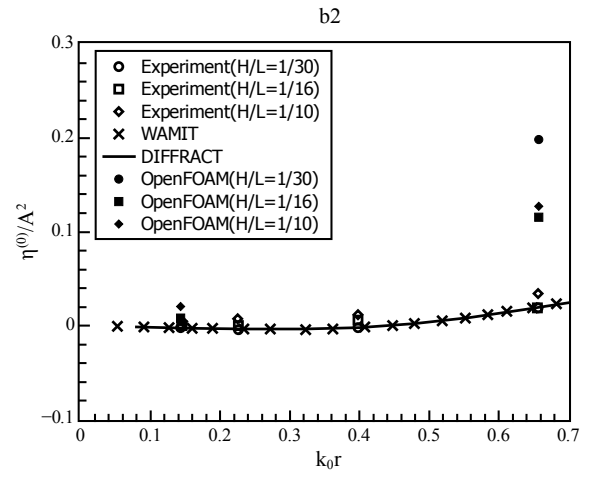 b2
0.3
0.2
0.1
0
−0.1
η⁽⁰⁾/A²
Experiment(H/L=1/30)
Experiment(H/L=1/16)
Experiment(H/L=1/10)
WAMIT
DIFFRACT
OpenFOAM(H/L=1/30)
OpenFOAM(H/L=1/16)
OpenFOAM(H/L=1/10)
0 0.1 0.2 0.3 0.4 0.5 0.6 0.7
k₀r